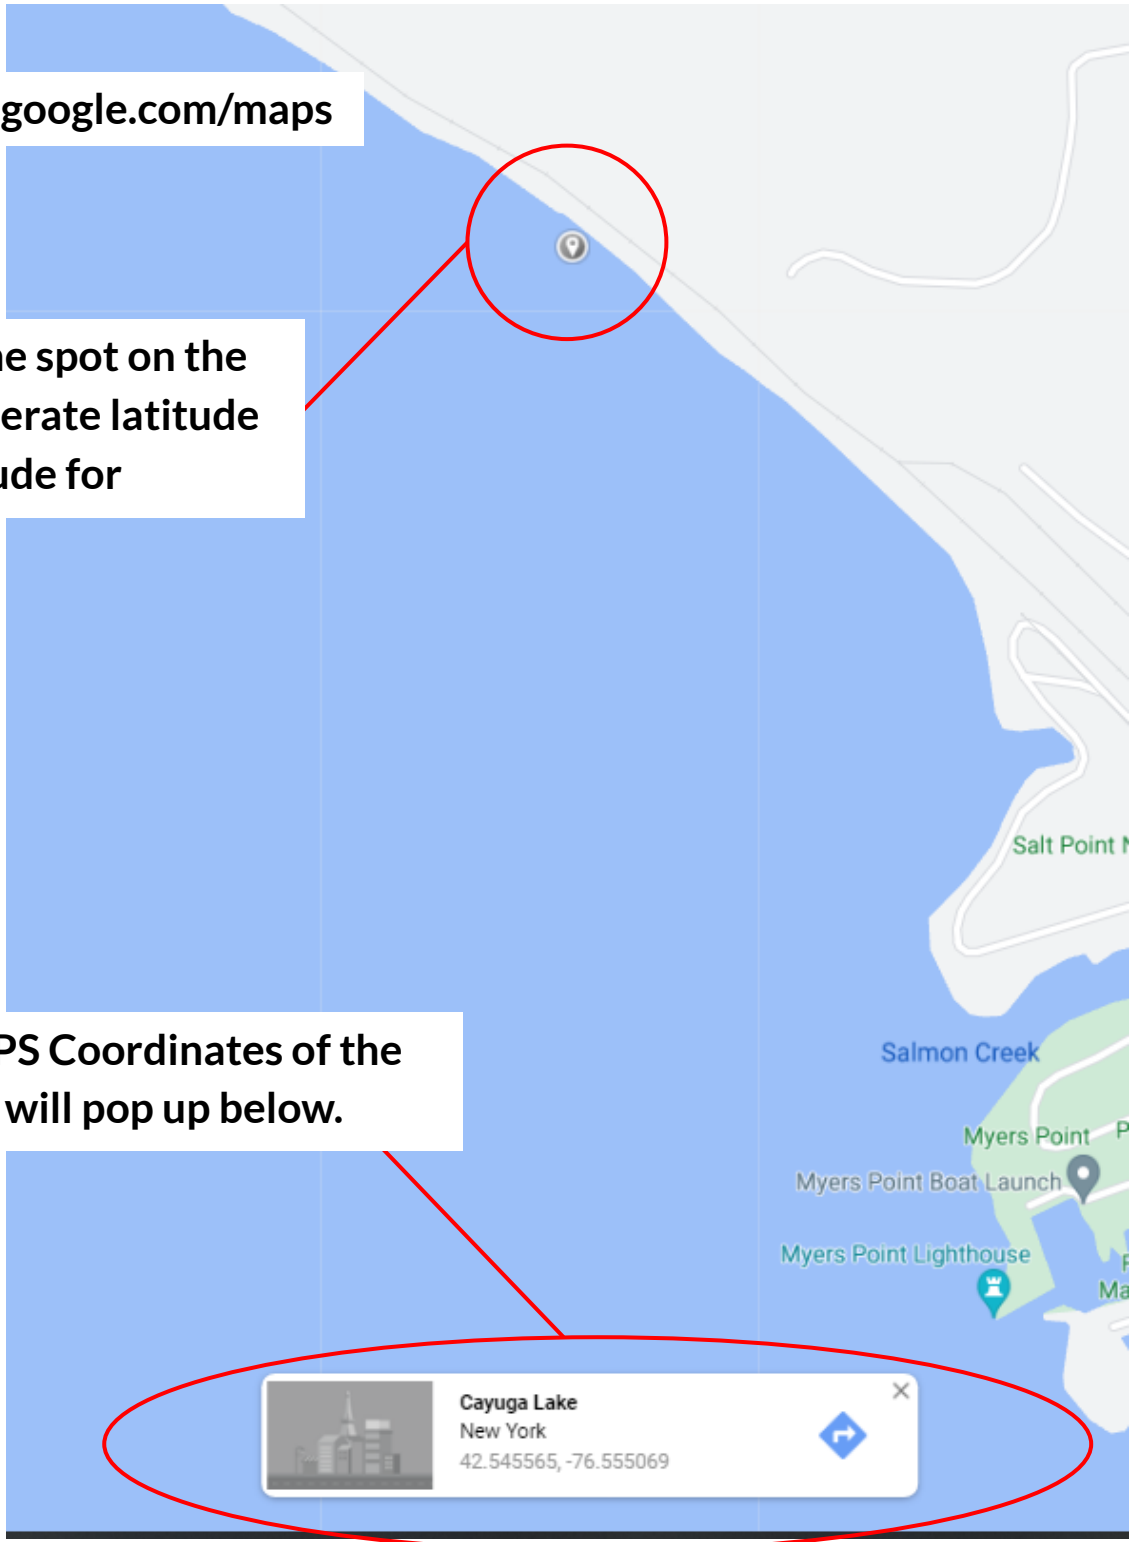 google.com/maps
ne spot on the
erate latitude
ude for
Salt Point N
PS Coordinates of the
will pop up below.
Salmon Creek
Myers Point P
Myers Point Boat Launch
Myers Point Lighthouse
F
Ma
Cayuga Lake
New York
42.545565, -76.555069